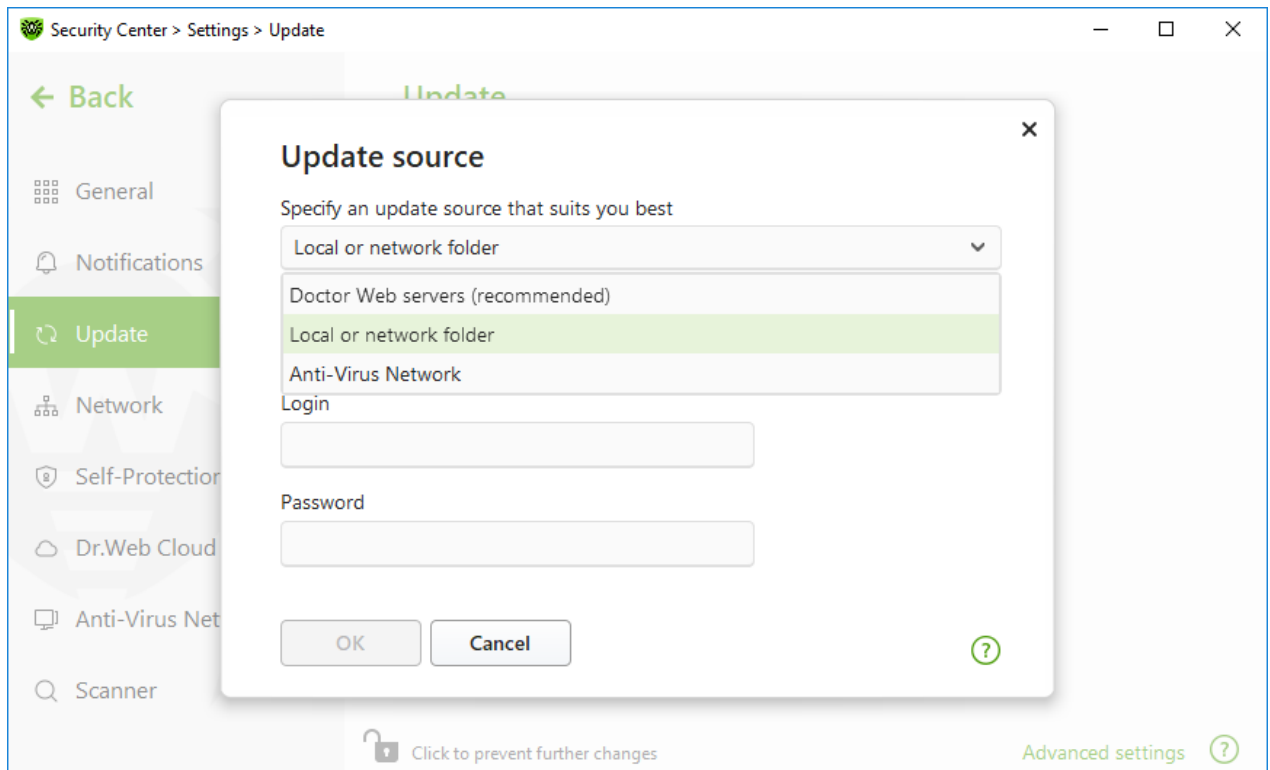 Security Center > Settings > Update
Back
Update
General
Notifications
Update
Network
Self-Protection
Dr.Web Cloud
Anti-Virus Net
Scanner
Update source
Specify an update source that suits you best
Local or network folder
Doctor Web servers (recommended)
Local or network folder
Anti-Virus Network
Login
Password
OK
Cancel
?
Click to prevent further changes
Advanced settings
?